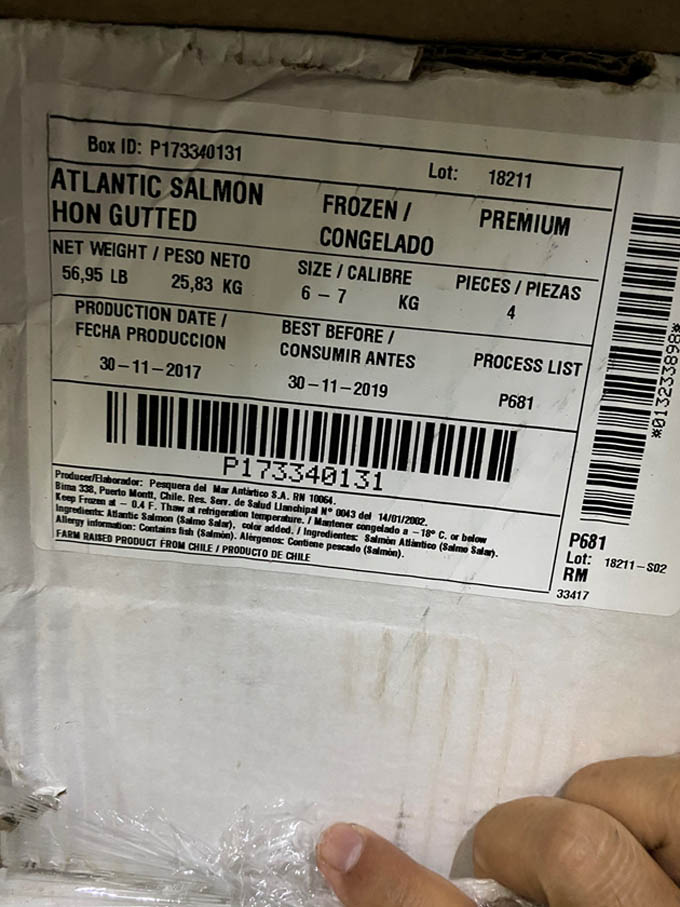 Box ID: P173340131
Lot: 18211
ATLANTIC SALMON
HON GUTTED
FROZEN /
CONGELADO
PREMIUM
NET WEIGHT / PESO NETO
56,95 LB 25,83 KG
SIZE / CALIBRE
6 - 7 KG
PIECES / PIEZAS
4
PRODUCTION DATE /
FECHA PRODUCCION
30-11-2017
BEST BEFORE /
CONSUMIR ANTES
30-11-2019
PROCESS LIST
P681
P173340131
Producer/Elaborador: Pesquera del Mar Antártico S.A. RN 10064.
Bima 338, Puerto Montt, Chile. Res. Serv. de Salud Llanchipal N° 0043 del 14/01/2002.
Keep Frozen at - 0.4 F. Thaw at refrigeration temperature. / Mantener congelado a -18° C. or below
Ingredients: Atlantic Salmon (Salmo Salar), color added. / Ingredientes: Salmón Atlántico (Salmo Salar).
Allergy information: Contains fish (Salmón). Alérgenos: Contiene pescado (Salmón).
FARM RAISED PRODUCT FROM CHILE / PRODUCTO DE CHILE
*013233898#
P681
Lot: 18211-S02
RM
33417